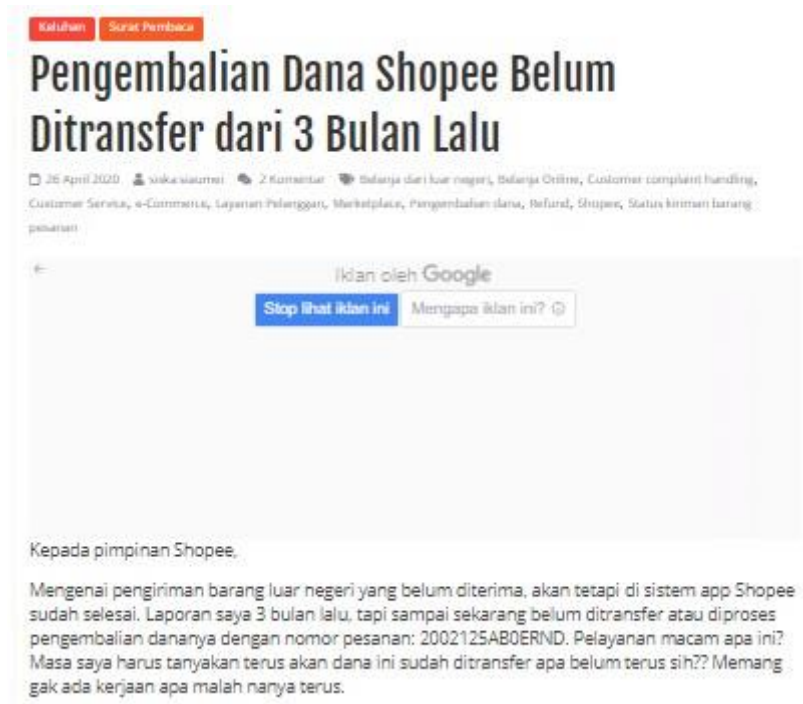 Keluhan Surat Pembaca
Pengembalian Dana Shopee Belum
Ditransfer dari 3 Bulan Lalu
26 April 2020 siska siaumei 2 Komentar Belanja dari luar negeri, Belanja Online, Customer complaint handling,
Customer Service, e-Commerce, Layanan Pelanggan, Marketplace, Pengembalian dana, Refund, Shopee, Status kiriman barang
pesanan
Iklan oleh Google
Stop lihat iklan ini Mengapa iklan ini?
Kepada pimpinan Shopee,
Mengenai pengiriman barang luar negeri yang belum diterima, akan tetapi di sistem app Shopee
sudah selesai. Laporan saya 3 bulan lalu, tapi sampai sekarang belum ditransfer atau diproses
pengembalian dananya dengan nomor pesanan: 2002125AB0ERND. Pelayanan macam apa ini?
Masa saya harus tanyakan terus akan dana ini sudah ditransfer apa belum terus sih?? Memang
gak ada kerjaan apa malah nanya terus.